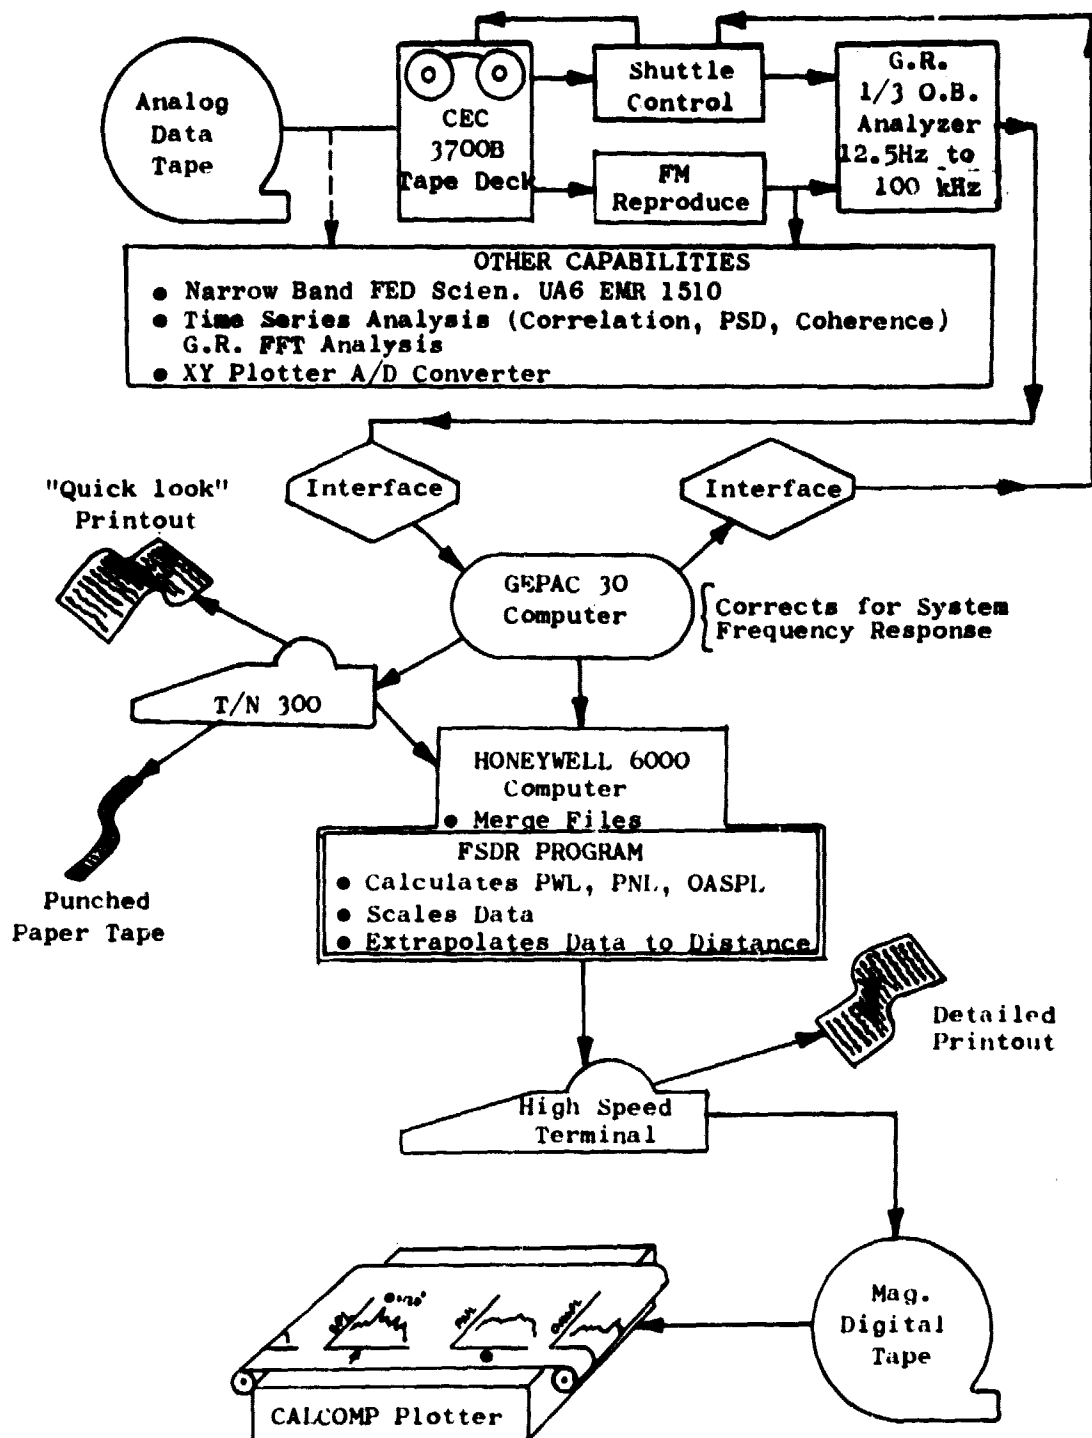 Analog
Data
Tape
CEC
3700B
Tape Deck
Shuttle
Control
FM
Reproduce
G.R.
1/3 O.B.
Analyzer
12.5Hz to
100 kHz
OTHER CAPABILITIES
● Narrow Band FED Scien. UA6 EMR 1510
● Time Series Analysis (Correlation, PSD, Coherence)
G.R. FFT Analysis
● XY Plotter A/D Converter
Interface
Interface
"Quick look"
Printout
GEPAC 30
Computer
Corrects for System
Frequency Response
T/N 300
Punched
Paper Tape
HONEYWELL 6000
Computer
● Merge Files
FSDR PROGRAM
● Calculates PWL, PNL, OASPL
● Scales Data
● Extrapolates Data to Distance
Detailed
Printout
High Speed
Terminal
Mag.
Digital
Tape
CALCOMP Plotter